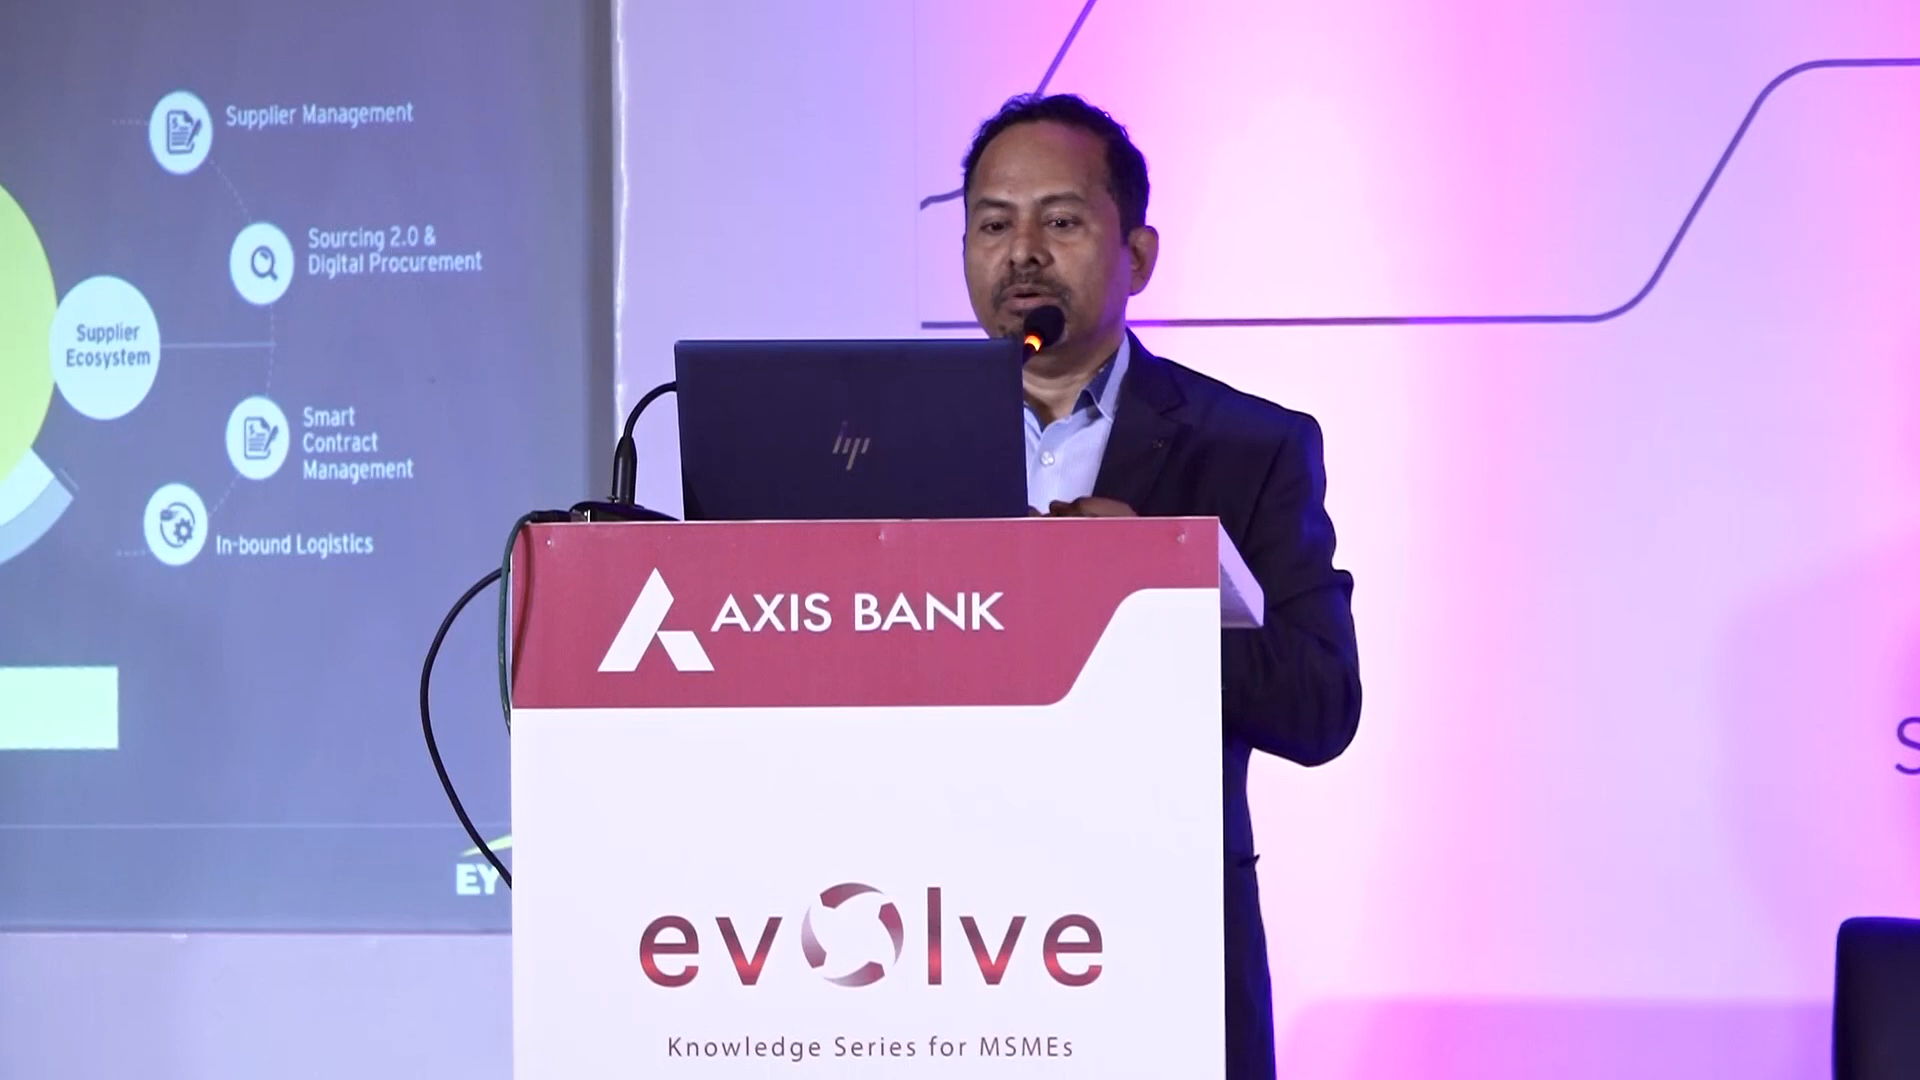 Supplier Management
Sourcing 2.0 &
Digital Procurement
Supplier
Ecosystem
Smart
Contract
Management
In-bound Logistics
EY
hp
AXIS BANK
evolve
Knowledge Series for MSMEs